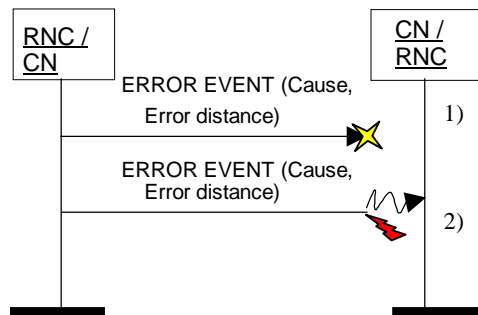 RNC /
CN
CN /
RNC
ERROR EVENT (Cause,
Error distance)
1)
ERROR EVENT (Cause,
Error distance)
2)